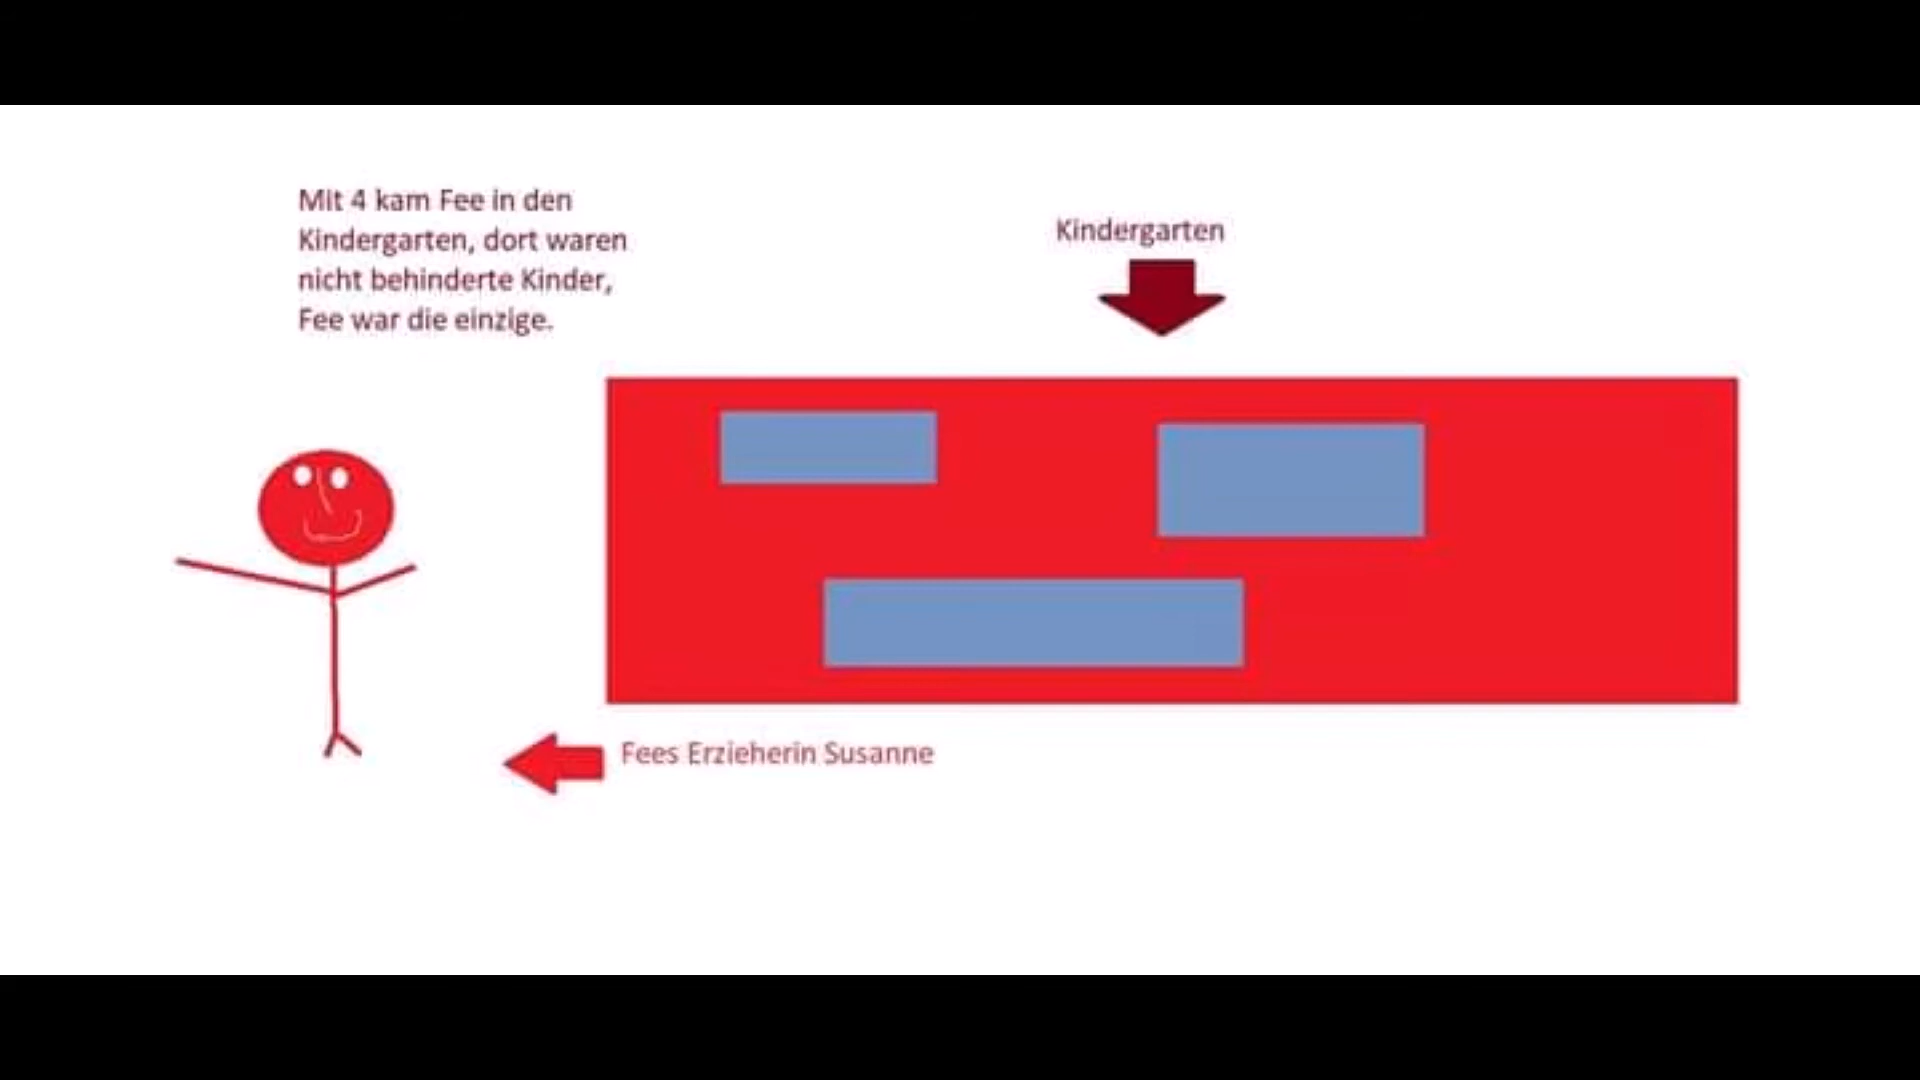 Mit 4 kam Fee in den
Kindergarten, dort waren
nicht behinderte Kinder,
Fee war die einzige.
Kindergarten
Fees Erzieherin Susanne